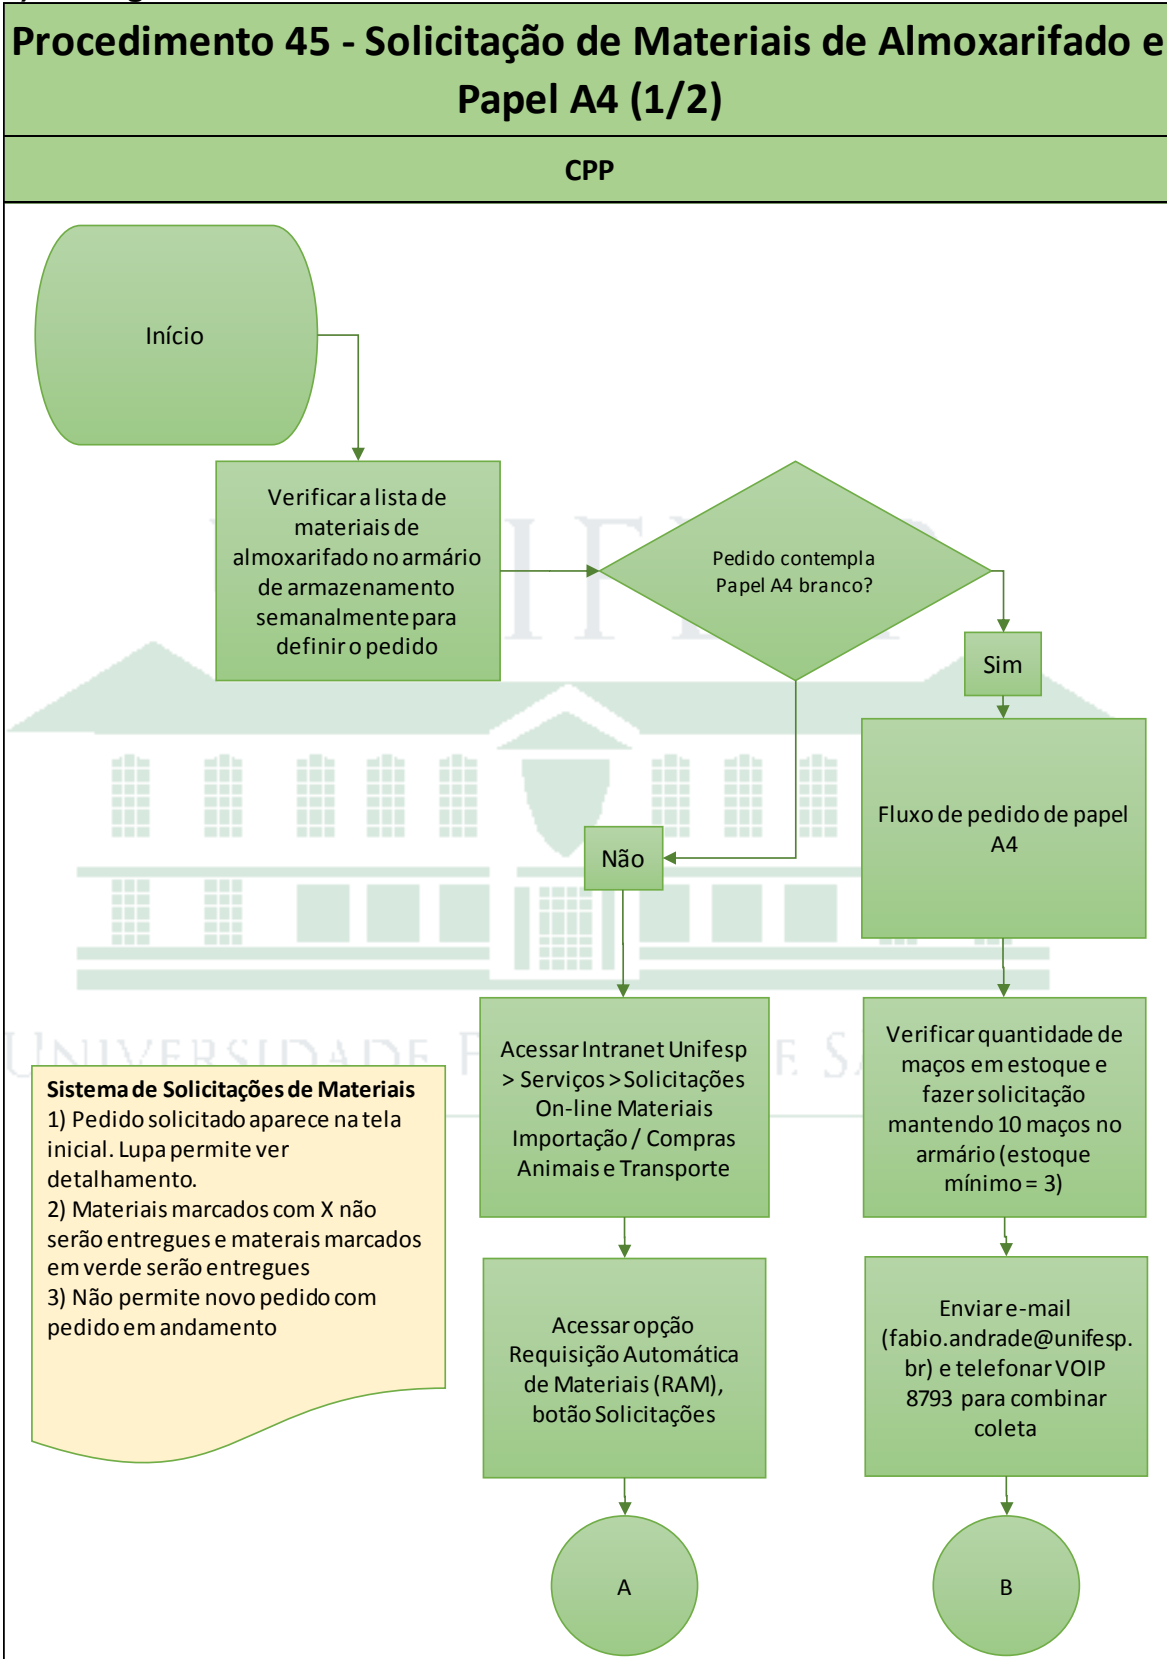 Procedimento 45 - Solicitação de Materiais de Almoxarifado e
Papel A4 (1/2)
CPP
Início
Verificar a lista de
materiais de
almoxarifado no armário
de armazenamento
semanalmente para
definir o pedido
Pedido contempla
Papel A4 branco?
Sim
Fluxo de pedido de papel
A4
Não
Acessar Intranet Unifesp
> Serviços > Solicitações
On-line Materiais
Importação / Compras
Animais e Transporte
Verificar quantidade de
maços em estoque e
fazer solicitação
mantendo 10 maços no
armário (estoque
mínimo = 3)
UNIVERSIDADE
Sistema de Solicitações de Materiais
1) Pedido solicitado aparece na tela
inicial. Lupa permite ver
detalhamento.
2) Materiais marcados com X não
serão entregues e materais marcados
em verde serão entregues
3) Não permite novo pedido com
pedido em andamento
Acessar opção
Requisição Automática
de Materiais (RAM),
botão Solicitações
Enviar e-mail
(fabio.andrade@unifesp.
br) e telefonar VOIP
8793 para combinar
coleta
A
B